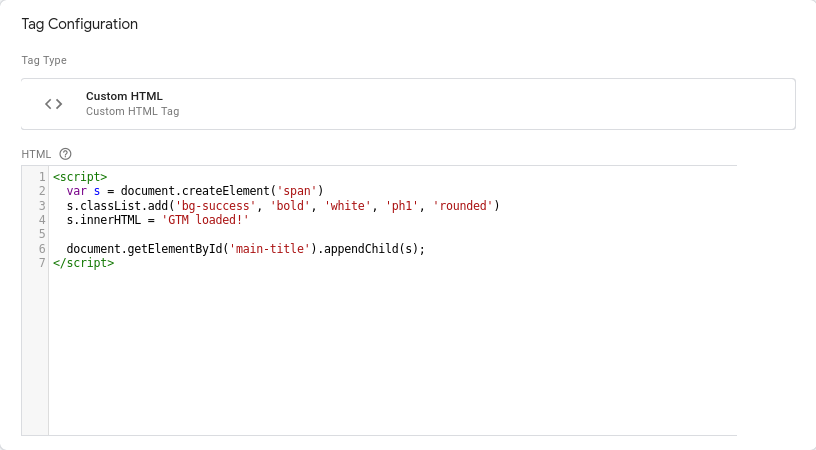 Tag Configuration
Tag Type
Custom HTML
Custom HTML Tag
HTML ?
1 <script>
2   var s = document.createElement('span')
3   s.classList.add('bg-success', 'bold', 'white', 'ph1', 'rounded')
4   s.innerHTML = 'GTM loaded!'
5
6   document.getElementById('main-title').appendChild(s);
7 </script>